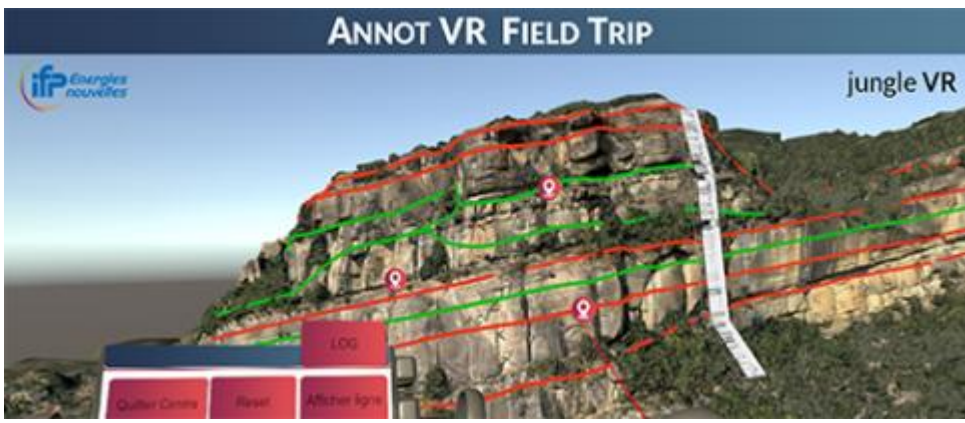 ANNOT VR FIELD TRIP
ifp Energies
nouvelles
jungle VR
LOG
Quitter Centre
Reset
Afficher ligne